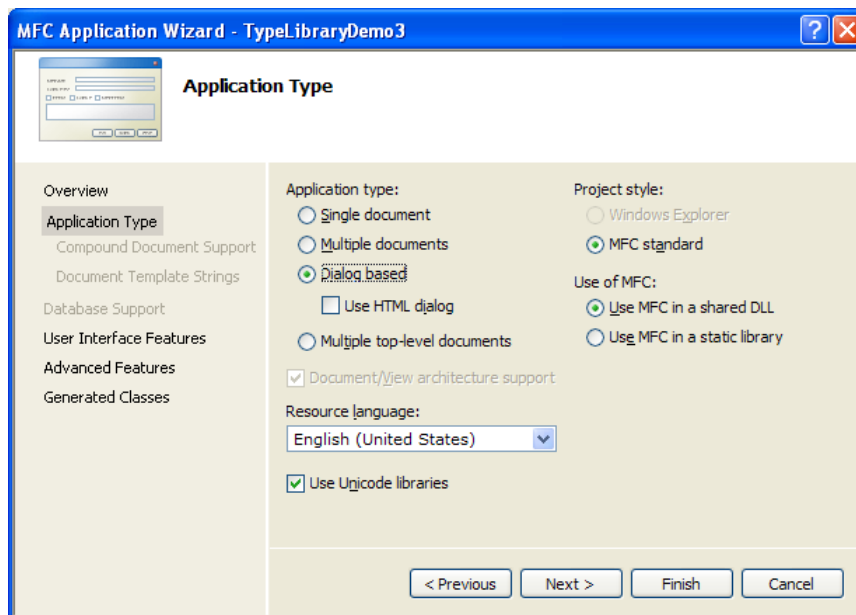 MFC Application Wizard - TypeLibraryDemo3
Application Type
Overview
Application Type
Compound Document Support
Document Template Strings
Database Support
User Interface Features
Advanced Features
Generated Classes
Application type:
Single document
Multiple documents
Dialog based
Use HTML dialog
Multiple top-level documents
Document/View architecture support
Resource language:
English (United States)
Use Unicode libraries
Project style:
Windows Explorer
MFC standard
Use of MFC:
Use MFC in a shared DLL
Use MFC in a static library
< Previous
Next >
Finish
Cancel